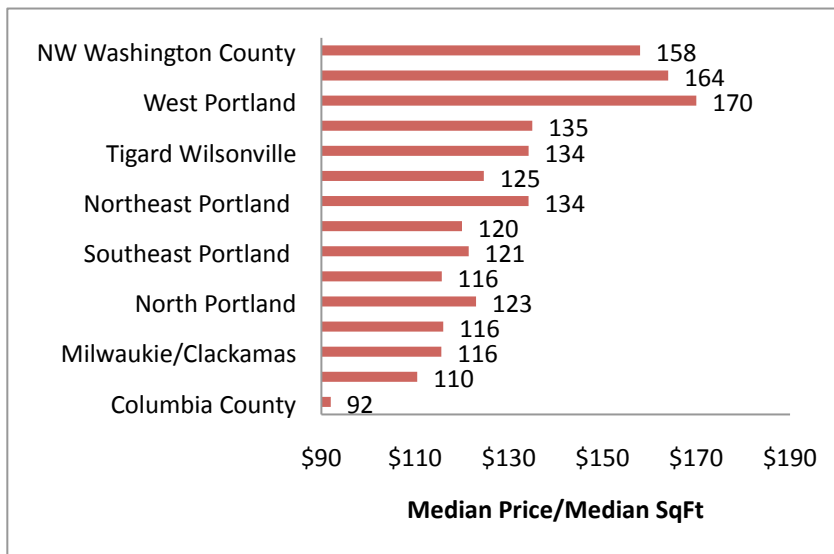 NW Washington County 158
164
West Portland 170
135
Tigard Wilsonville 134
125
Northeast Portland 134
120
Southeast Portland 121
116
North Portland 123
116
Milwaukie/Clackamas 116
110
Columbia County 92
$90 $110 $130 $150 $170 $190
Median Price/Median SqFt